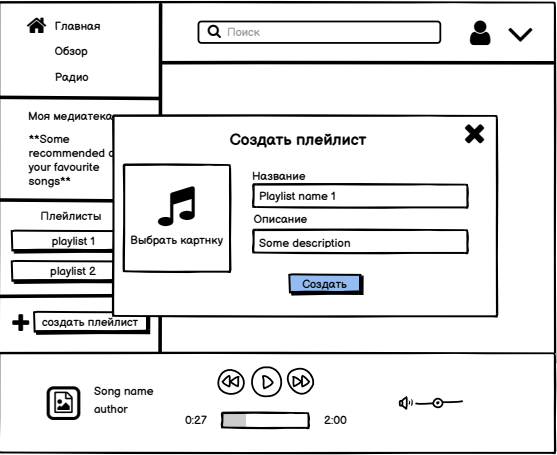 Главная
Поиск
Обзор
Радио
Моя медиатека
**Some
recommended
your favourite
songs**
Плейлисты
playlist 1
playlist 2
создать плейлист
Создать плейлист
Выбрать картнку
Название
Playlist name 1
Описание
Some description
Создать
Song name
author
0:27
2:00